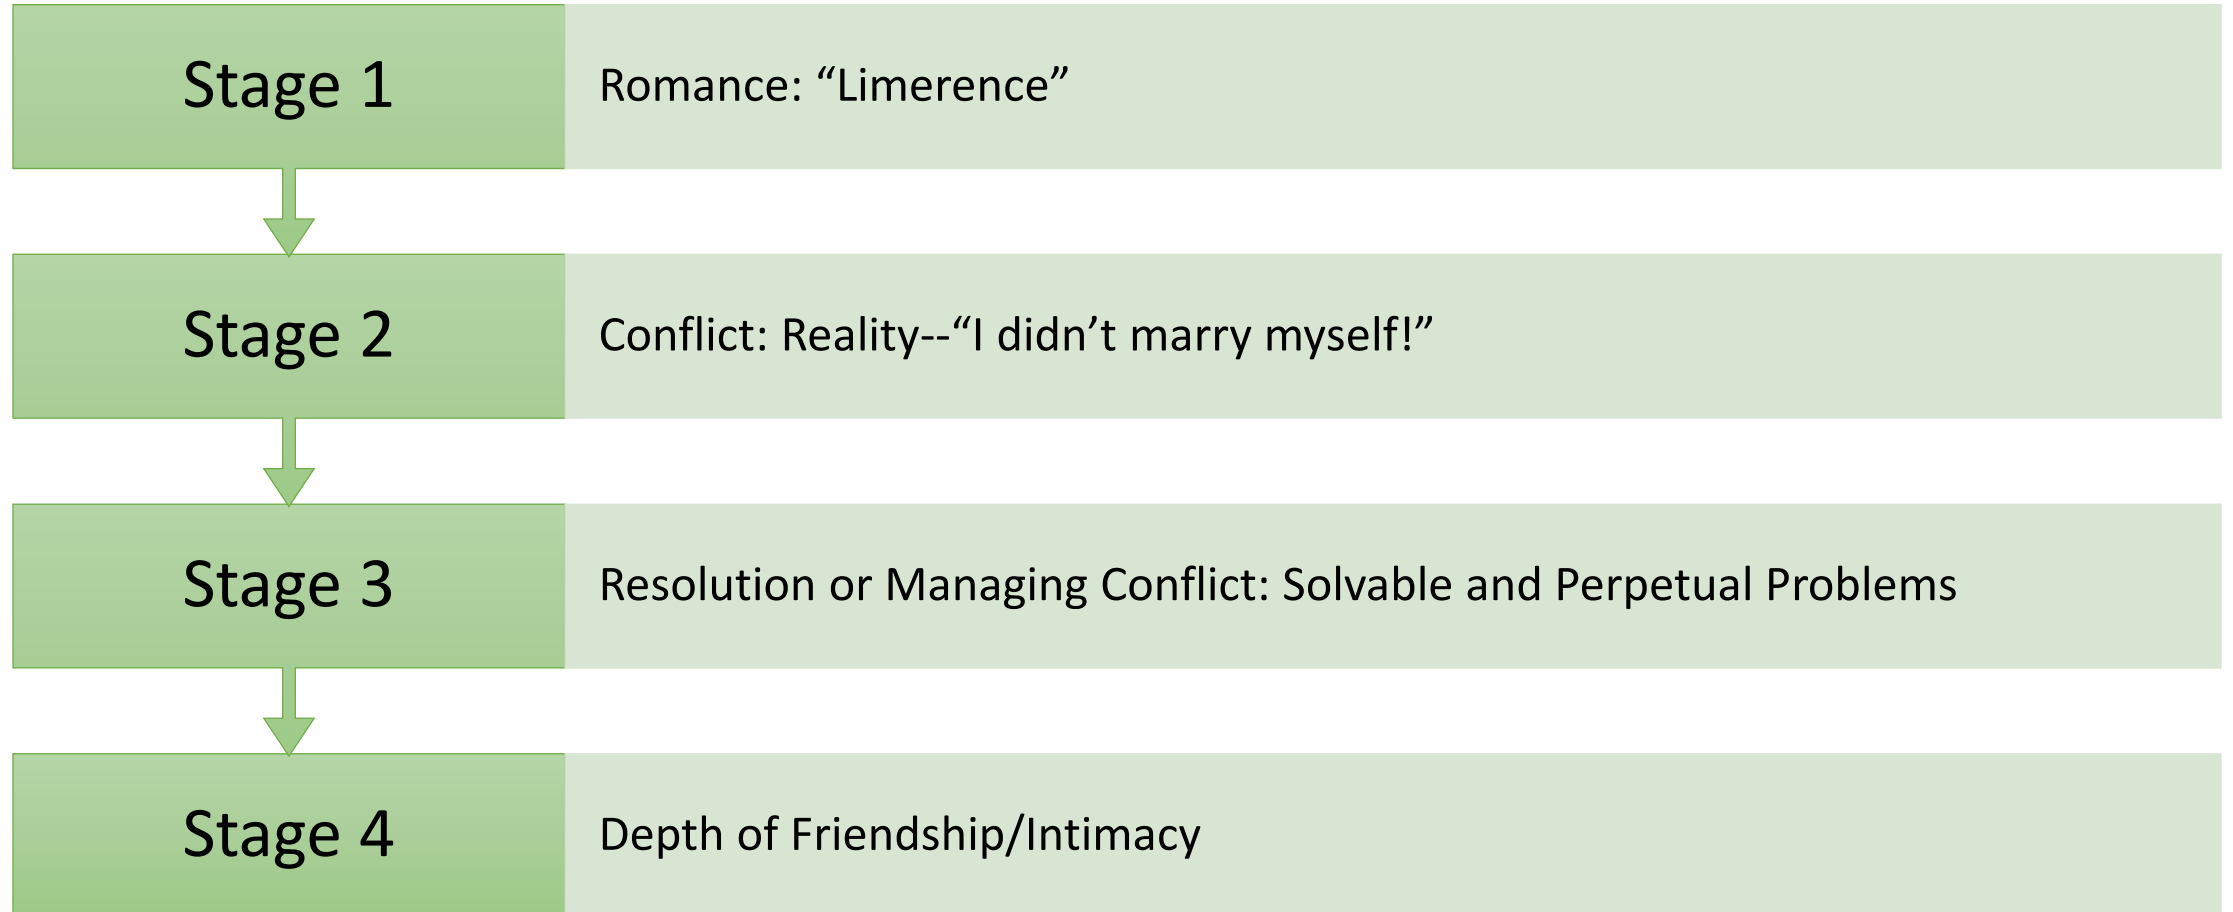 Stage 1
Romance: “Limerence”
Stage 2
Conflict: Reality--“I didn’t marry myself!”
Stage 3
Resolution or Managing Conflict: Solvable and Perpetual Problems
Stage 4
Depth of Friendship/Intimacy